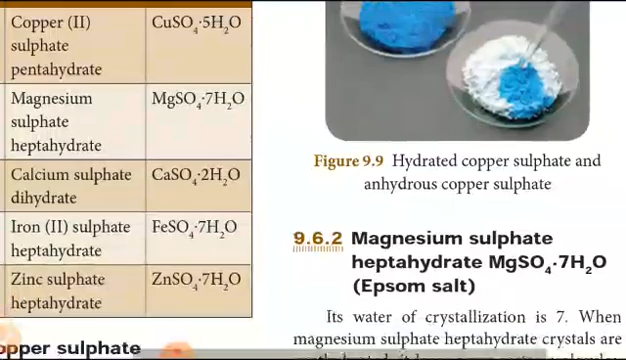 Copper (II)
sulphate
pentahydrate
CuSO₄·5H₂O
Magnesium
sulphate
heptahydrate
MgSO₄·7H₂O
Calcium sulphate
dihydrate
CaSO₄·2H₂O
Iron (II) sulphate
heptahydrate
FeSO₄·7H₂O
Zinc sulphate
heptahydrate
ZnSO₄·7H₂O
opper sulphate
Figure 9.9 Hydrated copper sulphate and
anhydrous copper sulphate
9.6.2 Magnesium sulphate
heptahydrate MgSO₄·7H₂O
(Epsom salt)
Its water of crystallization is 7. When
magnesium sulphate heptahydrate crystals are